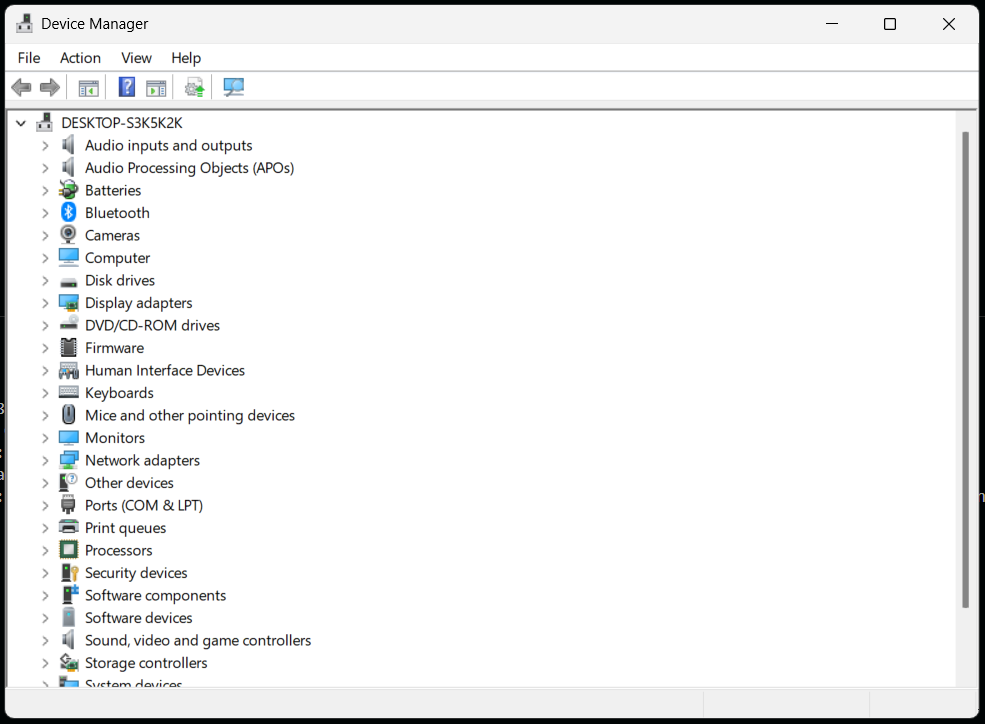 Device Manager
File Action View Help
DESKTOP-S3K5K2K
Audio inputs and outputs
Audio Processing Objects (APOs)
Batteries
Bluetooth
Cameras
Computer
Disk drives
Display adapters
DVD/CD-ROM drives
Firmware
Human Interface Devices
Keyboards
Mice and other pointing devices
Monitors
Network adapters
Other devices
Ports (COM & LPT)
Print queues
Processors
Security devices
Software components
Software devices
Sound, video and game controllers
Storage controllers
System devices